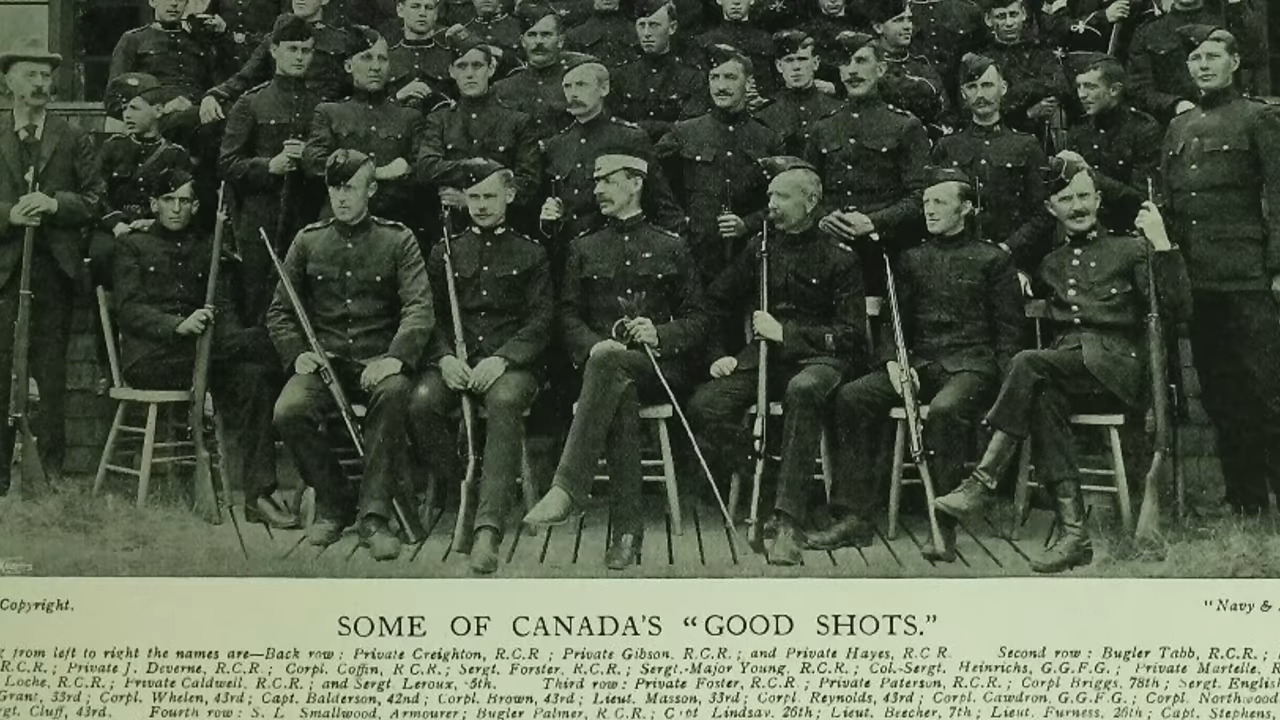 Copyright.
"Navy &
SOME OF CANADA'S "GOOD SHOTS."
from left to right the names are—Back row: Private Creighton, R.C.R; Private Gibson, R.C.R.; and Private Hayes, R C R. Second row: Bugler Tabb, R.C.R.;
R.C.R.; Private J. Deverne, R.C.R.; Corpl. Coffin, R C.R.; Sergt. Forster, R.C.R.; Sergt.-Major Young, R.C.R.; Col.-Sergt. Heinrichs, G.G.F.G.; Private Martelle,
Loche, R.C.R.; Private Caldwell, R.C.R.; and Sergt Leroux, Third row: Private Foster, R.C.R.; Private Paterson, R.C.R.; Corpl Briggs, 78th; Sergt. English
Grant, 33rd; Corpl. Whelen, 43rd; Capt. Balderson, 42nd; Corpl. Brown, 43rd; Lieut. Masson, 33rd; Corpl. Reynolds, 43rd; Corpl. Cawdron, G.G.F.G.; Corpl. Northwood
Cluff, 43rd. Fourth row: S. L Smallwood, Armourer; Bugler Palmer, R.C.R.; Lindsay, 26th; Lieut. Beecher, 7th; Lieut. Furness, 26th; Capt. Stephens,